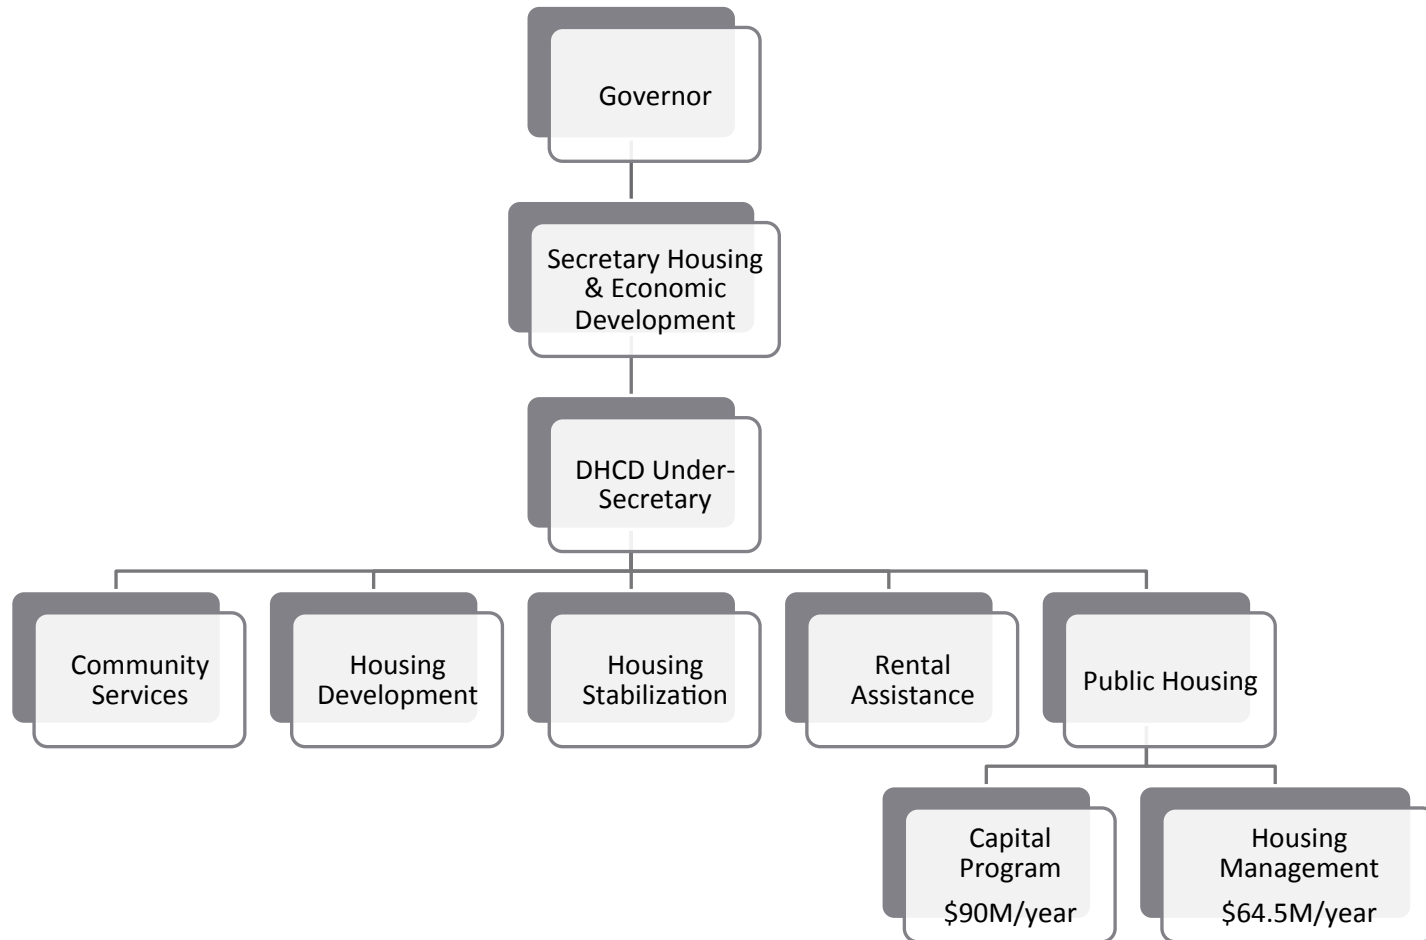 Governor
Secretary Housing
& Economic
Development
DHCD Under-
Secretary
Community
Services
Housing
Development
Housing
Stabilization
Rental
Assistance
Public Housing
Capital
Program
$90M/year
Housing
Management
$64.5M/year